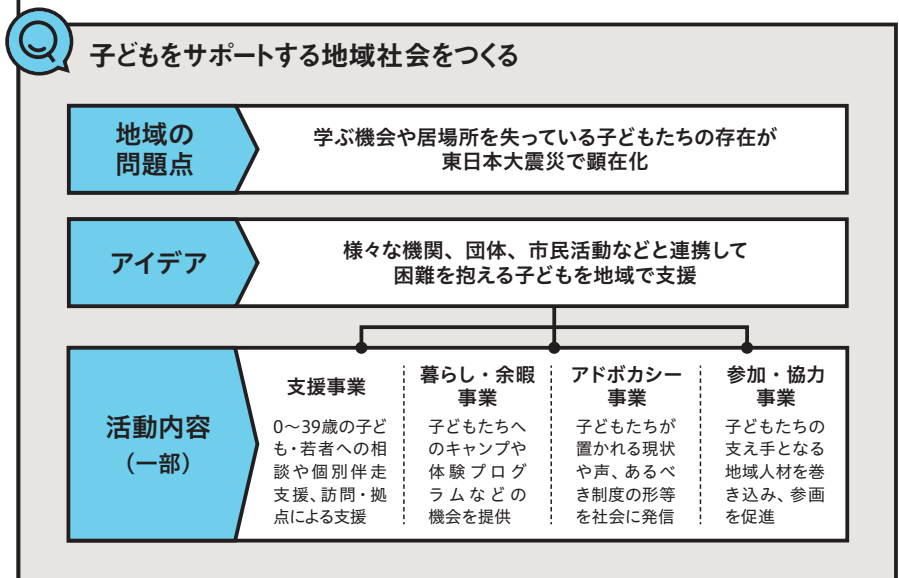 子どもをサポートする地域社会をつくる
地域の
問題点
学ぶ機会や居場所を失っている子どもたちの存在が
東日本大震災で顕在化
アイデア
様々な機関、団体、市民活動などと連携して
困難を抱える子どもを地域で支援
活動内容
（一部）
支援事業
0〜39歳の子ど
も・若者への相
談や個別伴走
支援、訪問・拠
点による支援
暮らし・余暇
事業
子どもたちへ
のキャンプや
体験プログ
ラムなどの
機会を提供
アドボカシー
事業
子どもたちが
置かれる現状
や声、あるべ
き制度の形等
を社会に発信
参加・協力
事業
子どもたちの
支え手となる
地域人材を巻
き込み、参画
を促進